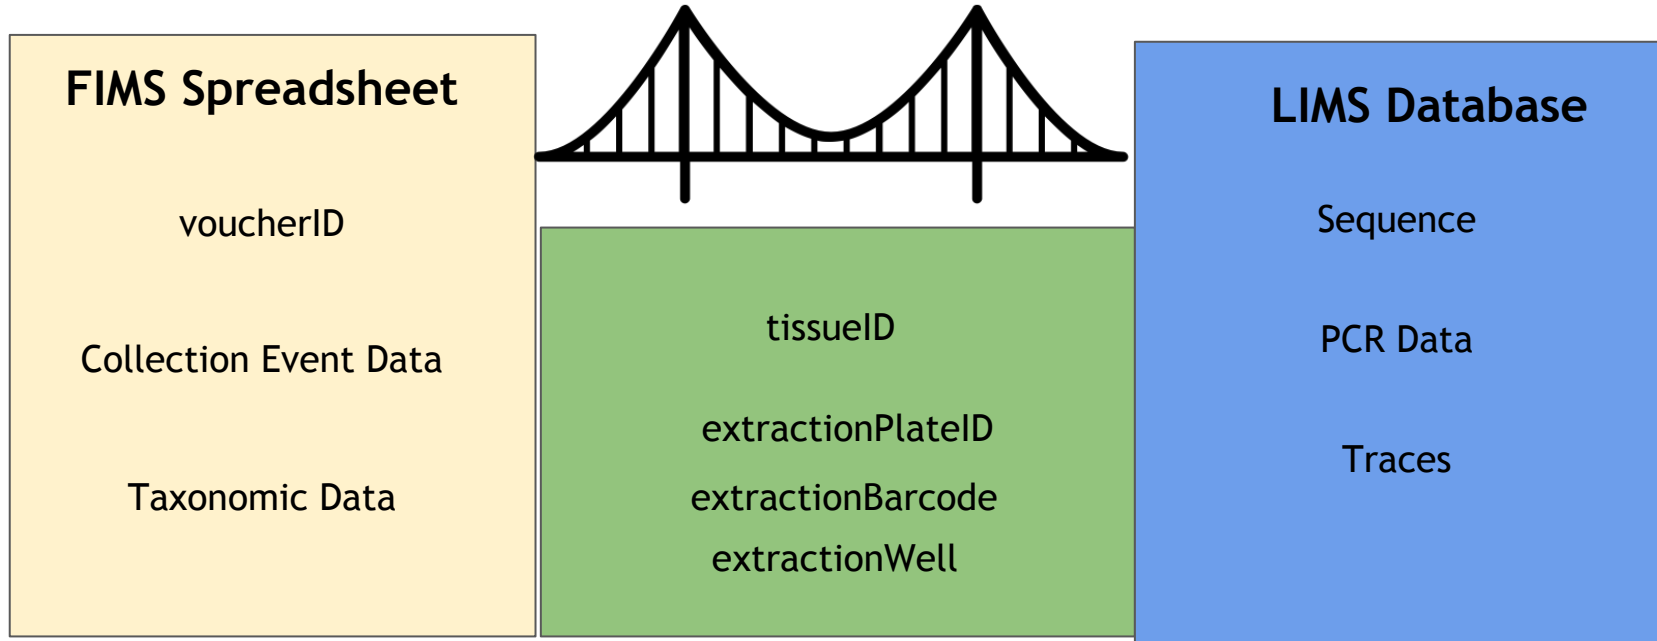 FIMS Spreadsheet
voucherID
Collection Event Data
Taxonomic Data
tissueID
extractionPlateID
extractionBarcode
extractionWell
LIMS Database
Sequence
PCR Data
Traces